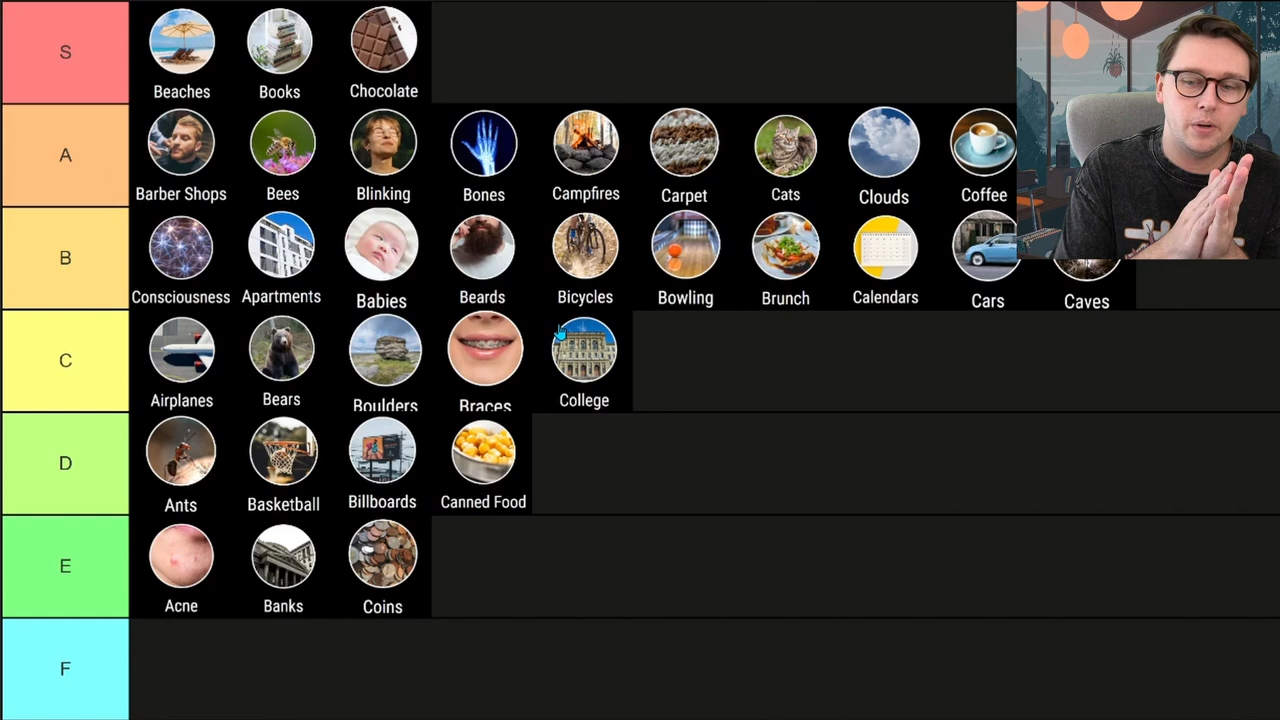 S
Beaches
Books
Chocolate
A
Barber Shops
Bees
Blinking
Bones
Campfires
Carpet
Cats
Clouds
Coffee
B
Consciousness
Apartments
Babies
Beards
Bicycles
Bowling
Brunch
Calendars
Cars
Caves
C
Airplanes
Bears
Boulders
Braces
College
D
Ants
Basketball
Billboards
Canned Food
E
Acne
Banks
Coins
F